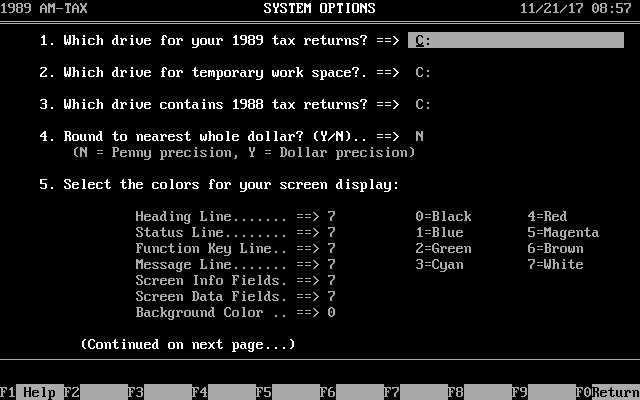 1989 AM-TAX SYSTEM OPTIONS 11/21/17 08:57
1. Which drive for your 1989 tax returns? ==> C:
2. Which drive for temporary work space?. ==> C:
3. Which drive contains 1988 tax returns? ==> C:
4. Round to nearest whole dollar? (Y/N).. ==> N
(N = Penny precision, Y = Dollar precision)
5. Select the colors for your screen display:
Heading Line....... ==> 7 0=Black 4=Red
Status Line........ ==> 7 1=Blue 5=Magenta
Function Key Line.. ==> 7 2=Green 6=Brown
Message Line....... ==> 7 3=Cyan 7=White
Screen Info Fields. ==> 7
Screen Data Fields. ==> 7
Background Color .. ==> 0
(Continued on next page...)
F1 Help F2 F3 F4 F5 F6 F7 F8 F9 F0Return